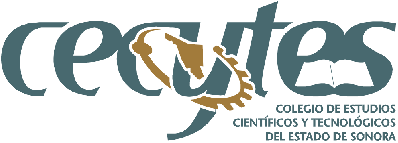 cecytes
COLEGIO DE ESTUDIOS
CIENTÍFICOS Y TECNOLÓGICOS
DEL ESTADO DE SONORA